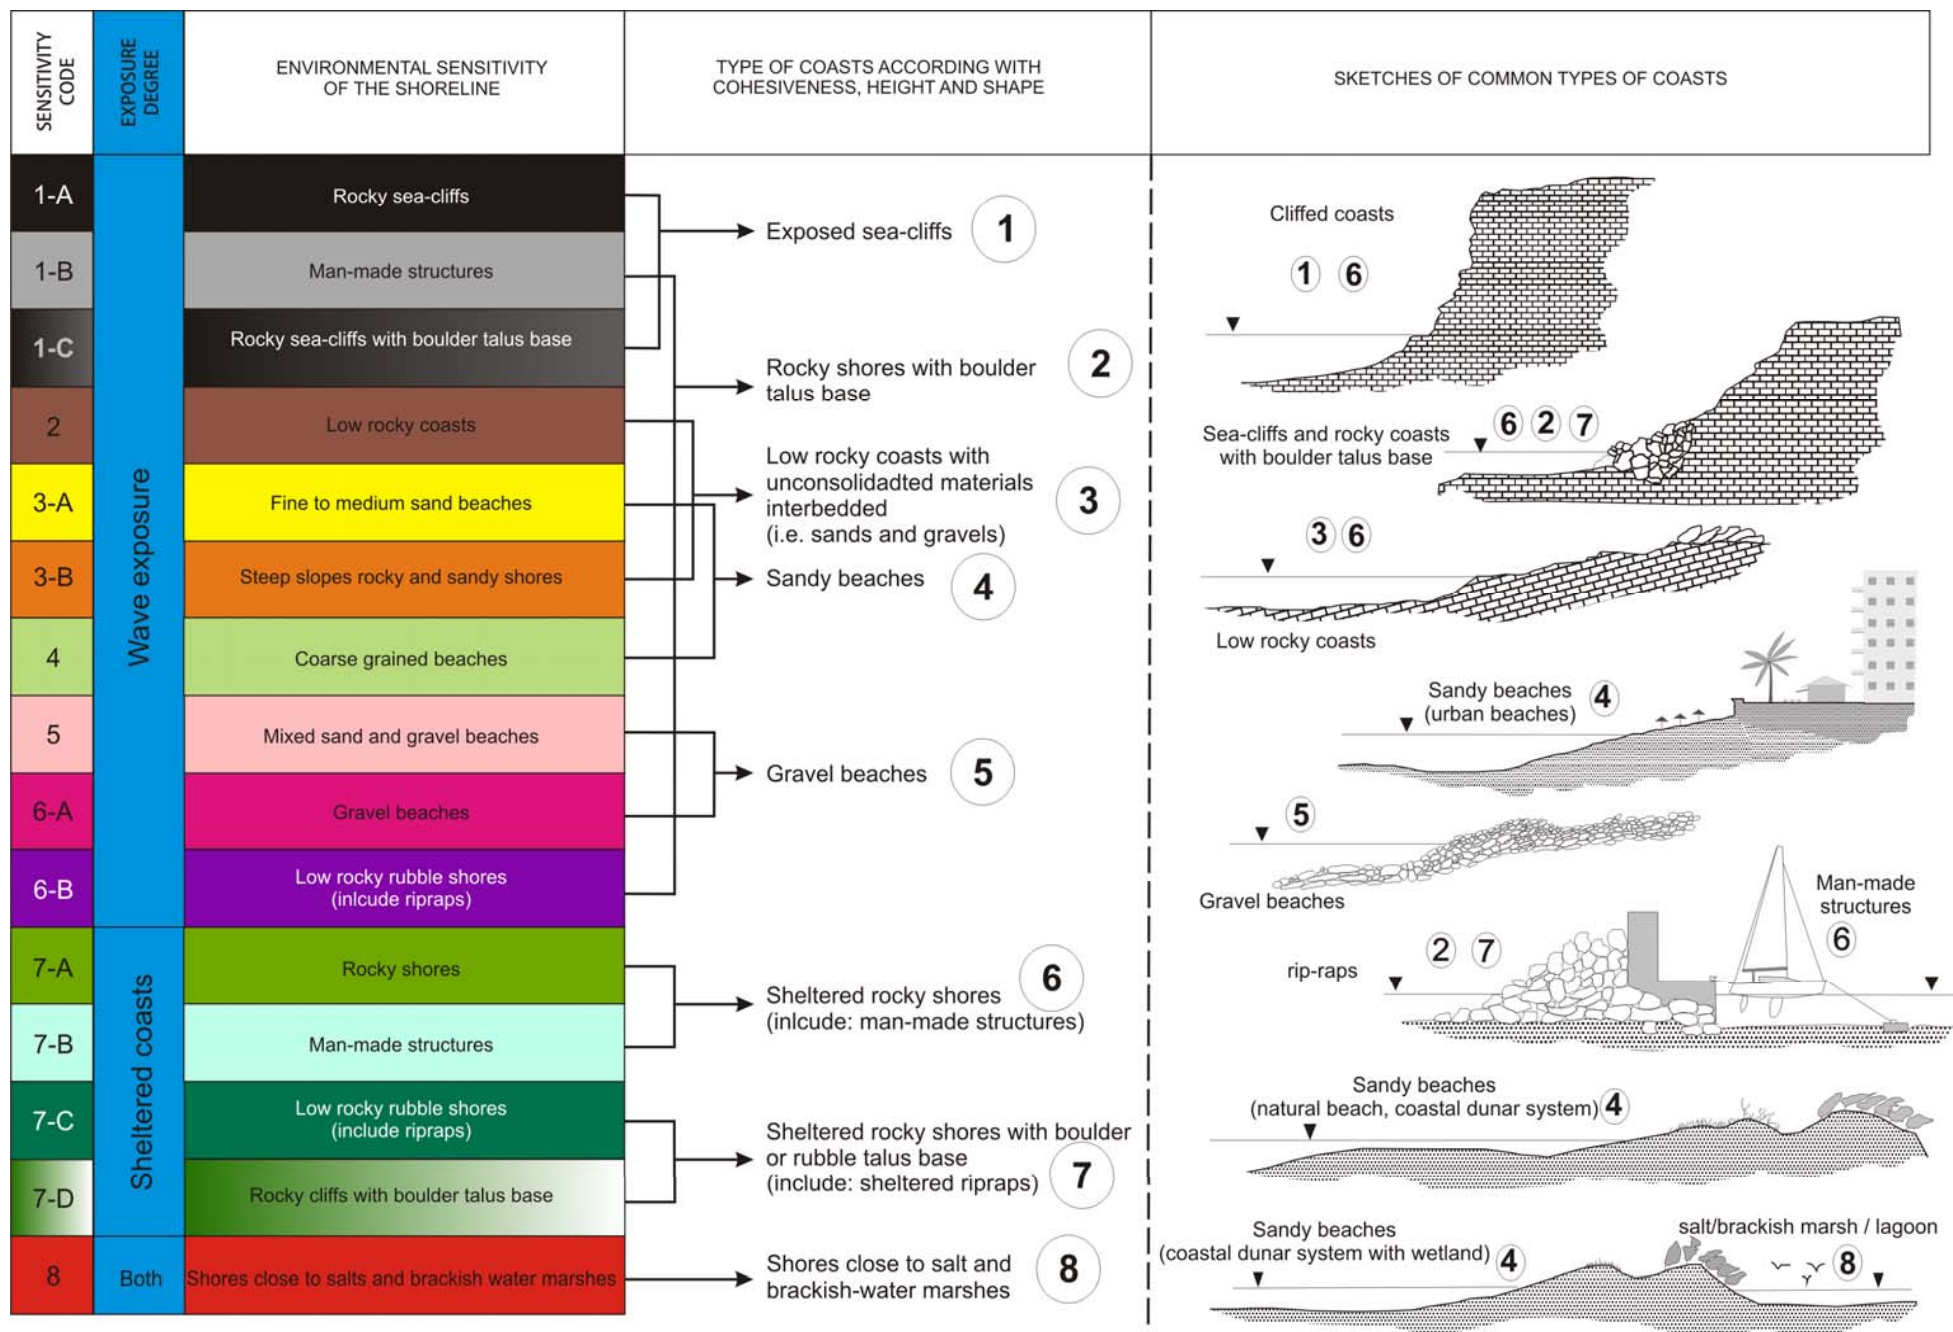 SENSITIVITY
CODE
EXPOSURE
DEGREE
ENVIRONMENTAL SENSITIVITY
OF THE SHORELINE
TYPE OF COASTS ACCORDING WITH
COHESIVENESS, HEIGHT AND SHAPE
SKETCHES OF COMMON TYPES OF COASTS
1-A
Rocky sea-cliffs
1-B
Man-made structures
1-C
Rocky sea-cliffs with boulder talus base
2
Low rocky coasts
3-A
Fine to medium sand beaches
3-B
Steep slopes rocky and sandy shores
4
Coarse grained beaches
5
Mixed sand and gravel beaches
6-A
Gravel beaches
6-B
Low rocky rubble shores
(inlcude ripraps)
Wave exposure
7-A
Rocky shores
7-B
Man-made structures
7-C
Low rocky rubble shores
(include ripraps)
7-D
Rocky cliffs with boulder talus base
Sheltered coasts
8
Both
Shores close to salts and brackish water marshes
Exposed sea-cliffs
1
Rocky shores with boulder
talus base
2
Low rocky coasts with
unconsolidadted materials
interbedded
(i.e. sands and gravels)
3
Sandy beaches
4
Gravel beaches
5
Sheltered rocky shores
(inlcude: man-made structures)
6
Sheltered rocky shores with boulder
or rubble talus base
(include: sheltered ripraps)
7
Shores close to salt and
brackish-water marshes
8
Cliffed coasts
1 6
Sea-cliffs and rocky coasts
with boulder talus base
6 2 7
3 6
Low rocky coasts
Sandy beaches
(urban beaches)
4
5
Gravel beaches
Man-made
structures
6
2 7
rip-raps
Sandy beaches
(natural beach, coastal dunar system)
4
Sandy beaches
(coastal dunar system with wetland)
4
salt/brackish marsh / lagoon
8